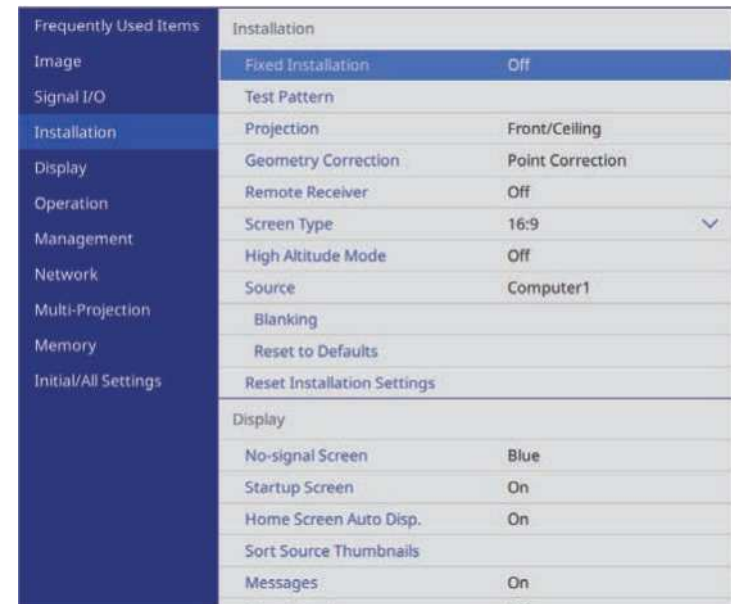 Frequently Used Items
Image
Signal I/O
Installation
Display
Operation
Management
Network
Multi-Projection
Memory
Initial/All Settings
Installation
Fixed Installation Off
Test Pattern
Projection Front/Ceiling
Geometry Correction Point Correction
Remote Receiver Off
Screen Type 16:9
High Altitude Mode Off
Source Computer1
Blanking
Reset to Defaults
Reset Installation Settings
Display
No-signal Screen Blue
Startup Screen On
Home Screen Auto Disp. On
Sort Source Thumbnails
Messages On